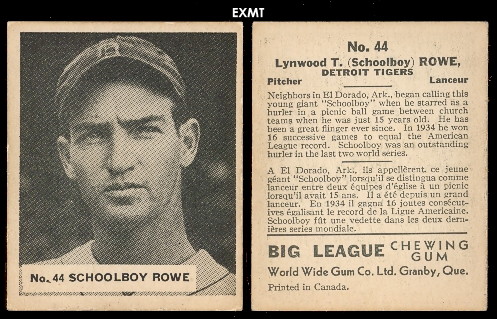 EXMT
No. 44 SCHOOLBOY ROWE
No. 44
Lynwood T. (Schoolboy) ROWE,
DETROIT TIGERS
Pitcher Lanceur
Neighbors in El Dorado, Ark., began calling this
young giant "Schoolboy" when he starred as a
hurler in a picnic ball game between church
teams when he was just 15 years old. He has
been a great finger ever since. In 1934 he won
16 successive games to equal the American
League record. Schoolboy was an outstanding
hurler in the last two world series.
A El Dorado, Ark., ils appellèrent ce jeune
géant "Schoolboy" lorsqu'il se distingua comme
lanceur entre deux équipes d'église à un picnic
lorsqu'il avait 15 ans. Il a été depuis un grand
lanceur. En 1934 il gagna 16 joutes consécuti-
ves égalisant le record de la Ligue Americaine.
Schoolboy fût une vedette dans les deux dern-
ières series mondiale.
BIG LEAGUE CHEWING GUM
World Wide Gum Co. Ltd. Granby, Que.
Printed in Canada.